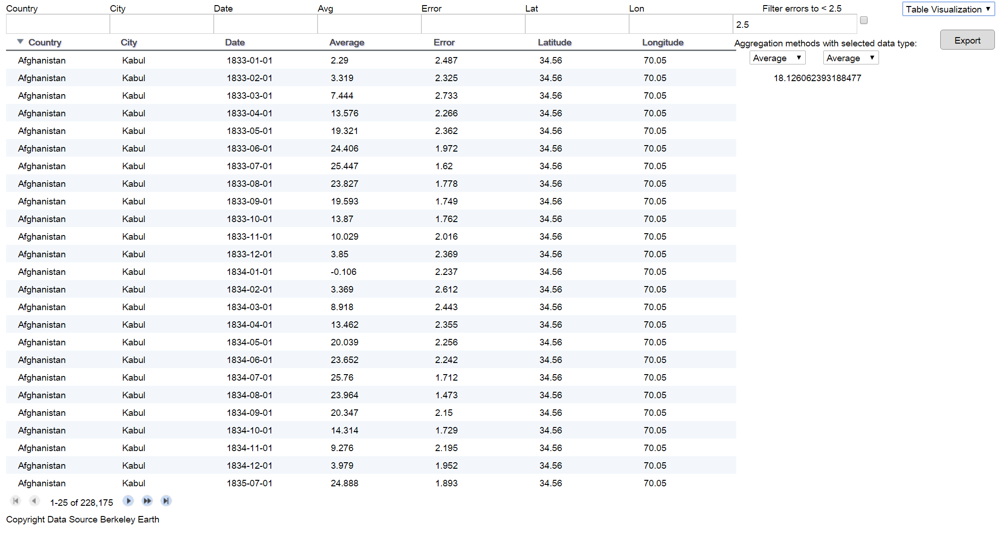 Country City Date Avg Error Lat Lon Filter errors to < 2.5 Table Visualization
2.5
Country City Date Average Error Latitude Longitude Aggregation methods with selected data type: Export
Average Average
Afghanistan Kabul 1833-01-01 2.29 2.487 34.56 70.05
Afghanistan Kabul 1833-02-01 3.319 2.325 34.56 70.05 18.126062393188477
Afghanistan Kabul 1833-03-01 7.444 2.733 34.56 70.05
Afghanistan Kabul 1833-04-01 13.576 2.266 34.56 70.05
Afghanistan Kabul 1833-05-01 19.321 2.362 34.56 70.05
Afghanistan Kabul 1833-06-01 24.406 1.972 34.56 70.05
Afghanistan Kabul 1833-07-01 25.447 1.62 34.56 70.05
Afghanistan Kabul 1833-08-01 23.827 1.778 34.56 70.05
Afghanistan Kabul 1833-09-01 19.593 1.749 34.56 70.05
Afghanistan Kabul 1833-10-01 13.87 1.762 34.56 70.05
Afghanistan Kabul 1833-11-01 10.029 2.016 34.56 70.05
Afghanistan Kabul 1833-12-01 3.85 2.369 34.56 70.05
Afghanistan Kabul 1834-01-01 -0.106 2.237 34.56 70.05
Afghanistan Kabul 1834-02-01 3.369 2.612 34.56 70.05
Afghanistan Kabul 1834-03-01 8.918 2.443 34.56 70.05
Afghanistan Kabul 1834-04-01 13.462 2.355 34.56 70.05
Afghanistan Kabul 1834-05-01 20.039 2.256 34.56 70.05
Afghanistan Kabul 1834-06-01 23.652 2.242 34.56 70.05
Afghanistan Kabul 1834-07-01 25.76 1.712 34.56 70.05
Afghanistan Kabul 1834-08-01 23.964 1.473 34.56 70.05
Afghanistan Kabul 1834-09-01 20.347 2.15 34.56 70.05
Afghanistan Kabul 1834-10-01 14.314 1.729 34.56 70.05
Afghanistan Kabul 1834-11-01 9.276 2.195 34.56 70.05
Afghanistan Kabul 1834-12-01 3.979 1.952 34.56 70.05
Afghanistan Kabul 1835-07-01 24.888 1.893 34.56 70.05
1-25 of 228,175
Copyright Data Source Berkeley Earth